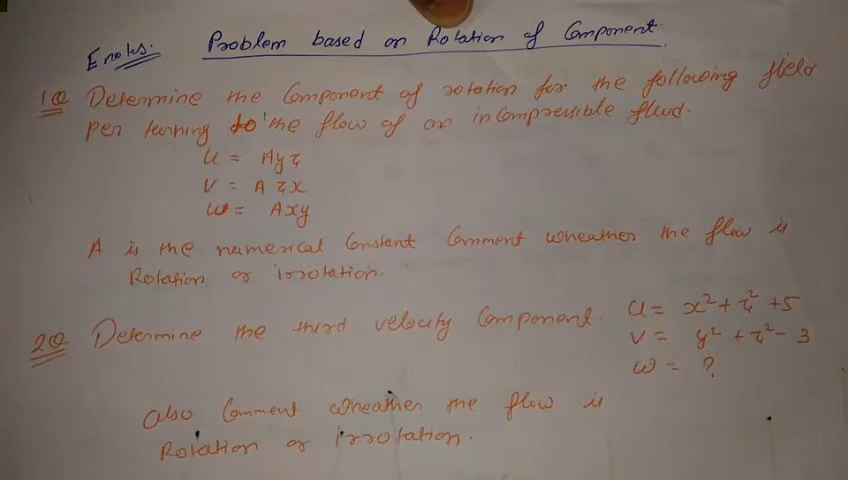 Enotes.
Problem based on Rotation of Component.
1Q Determine the Component of rotation for the following field
per tarning to the flow of an incompressible fluid.
u = Ayz
v = Azx
w = Axy
A is the numerical Constant Comment wheather the flow is
Rotation or irrotation.
2Q Determine the third velocity Component. u = x² + z² + 5
v = y² + z² - 3
w = ?
also Comment wheather the flow is
Rotation or irrotation.